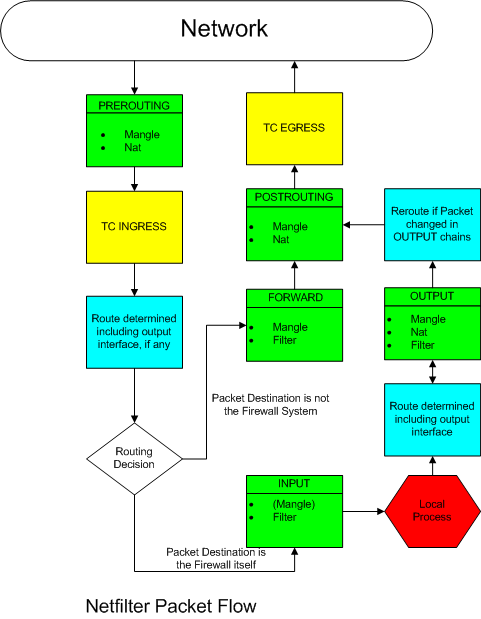 Network
PREROUTING
• Mangle
• Nat
TC INGRESS
Route determined
including output
interface, if any
Routing
Decision
TC EGRESS
POSTROUTING
• Mangle
• Nat
FORWARD
• Mangle
• Filter
Packet Destination is not
the Firewall System
Reroute if Packet
changed in
OUTPUT chains
OUTPUT
• Mangle
• Nat
• Filter
Route determined
including output
interface
INPUT
• (Mangle)
• Filter
Local
Process
Packet Destination is
the Firewall itself
Netfilter Packet Flow